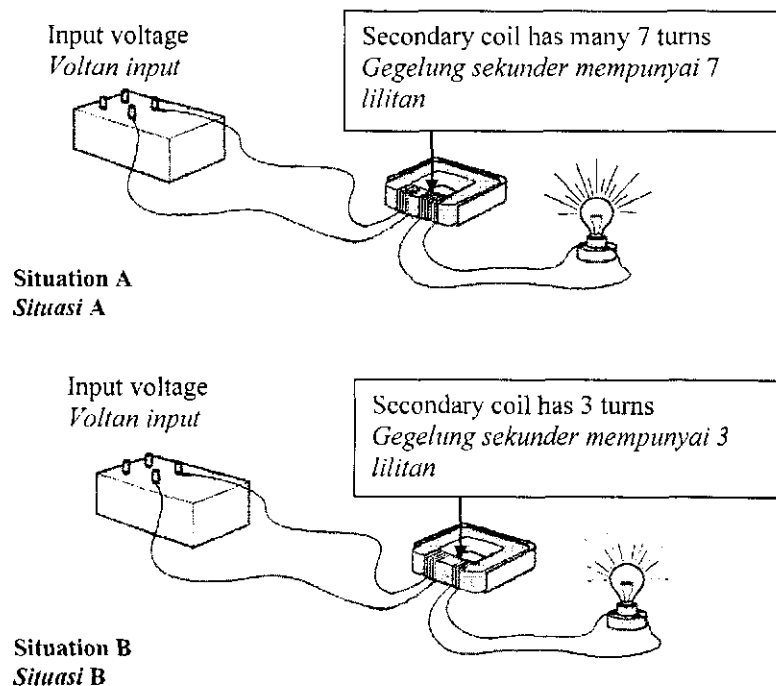 Input voltage
Voltan input
Secondary coil has many 7 turns
Gegelung sekunder mempunyai 7
lilitan
Situation A
Situasi A
Input voltage
Voltan input
Secondary coil has 3 turns
Gegelung sekunder mempunyai 3
lilitan
Situation B
Situasi B